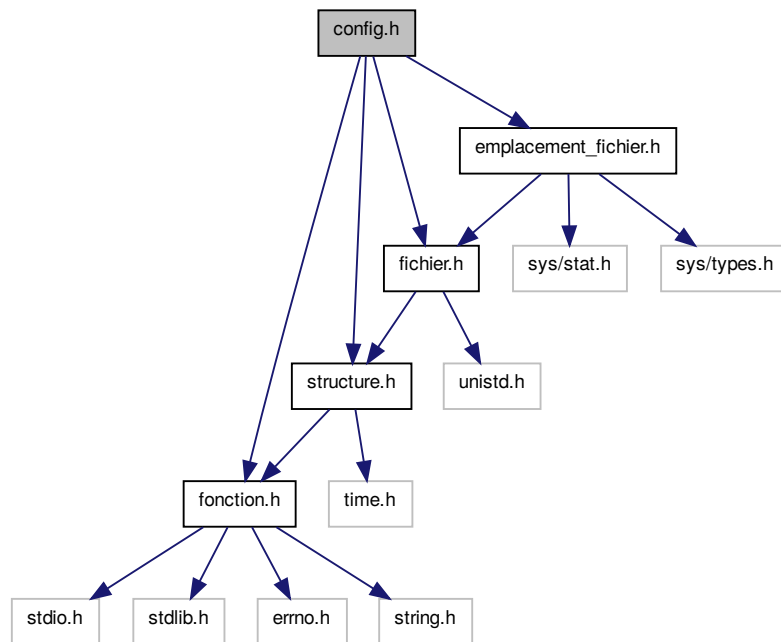 config.h
emplacement_fichier.h
fichier.h
sys/stat.h
sys/types.h
structure.h
unistd.h
fonction.h
time.h
stdio.h
stdlib.h
errno.h
string.h